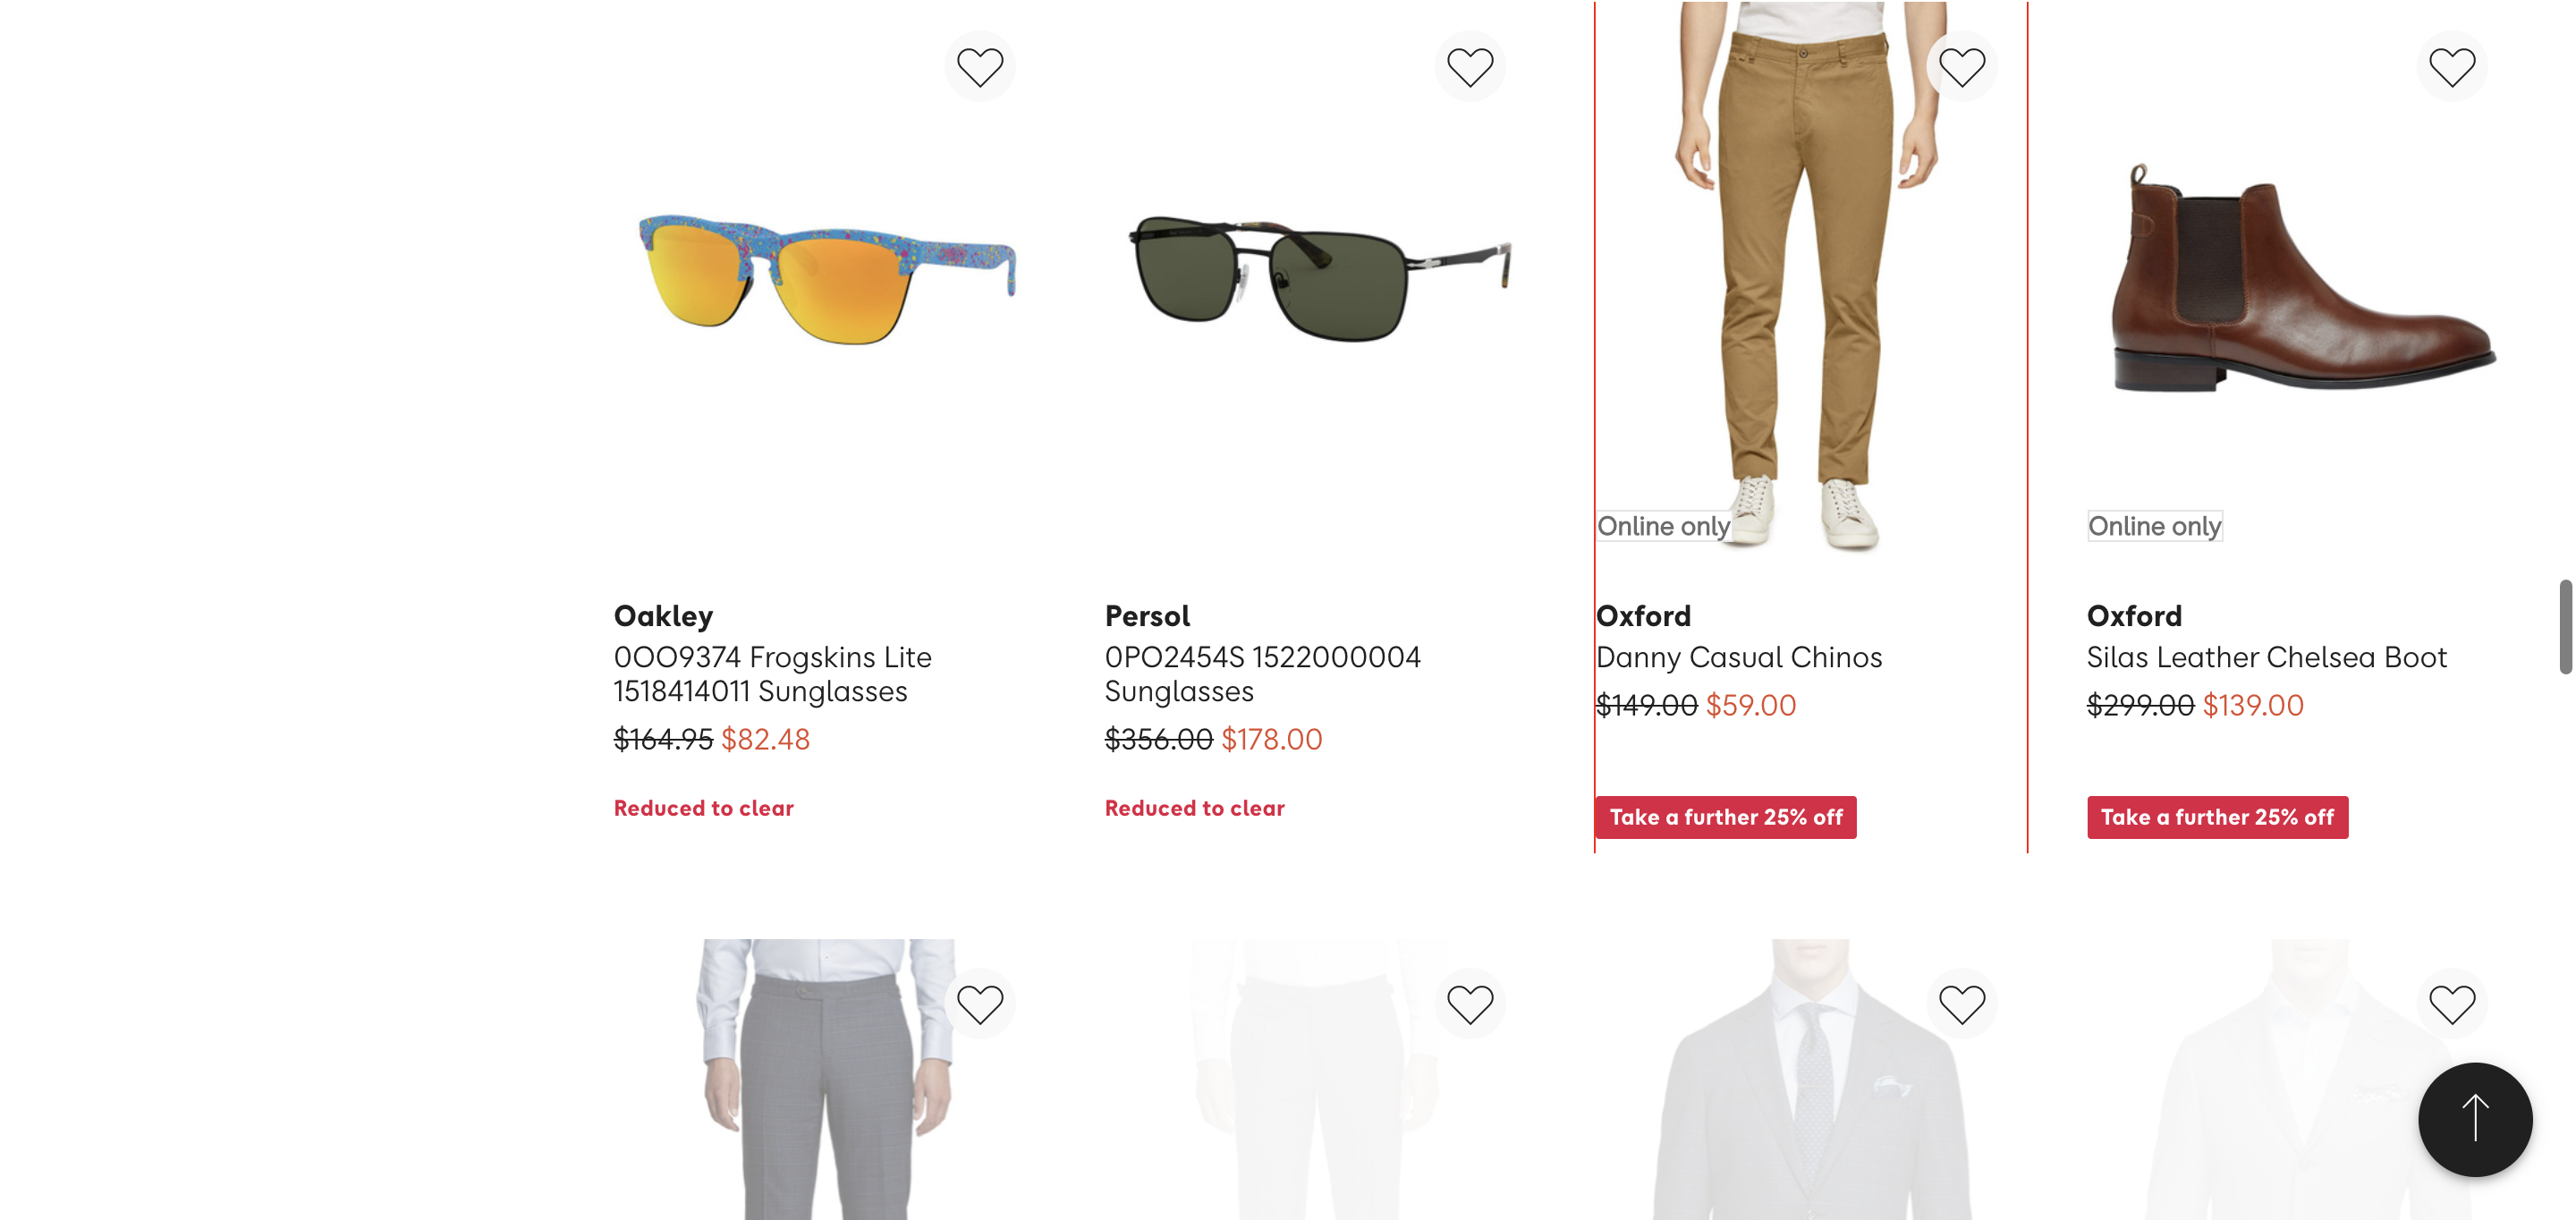 Online only
Online only
Oakley
0OO9374 Frogskins Lite
1518414011 Sunglasses
$164.95 $82.48
Reduced to clear
Persol
0PO2454S 1522000004
Sunglasses
$356.00 $178.00
Reduced to clear
Oxford
Danny Casual Chinos
$149.00 $59.00
Take a further 25% off
Oxford
Silas Leather Chelsea Boot
$299.00 $139.00
Take a further 25% off